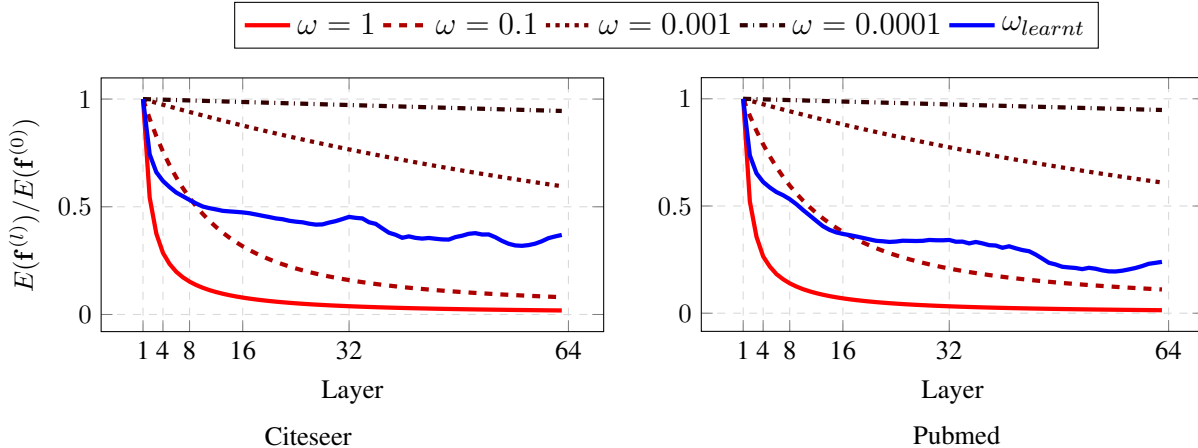 ω = 1 ω = 0.1 ω = 0.001 ω = 0.0001 ω_learnt
E(f^(l))/E(f^(0))
1
0.5
0
1 4 8 16 32 64
Layer
Citeseer
1
0.5
0
1 4 8 16 32 64
Layer
Pubmed